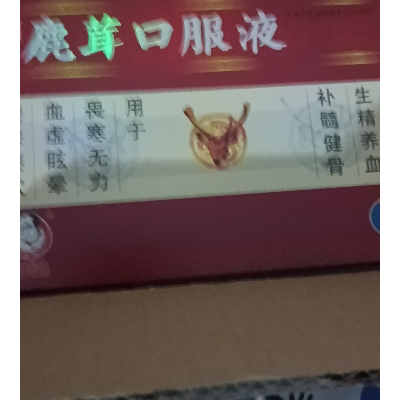 鹿茸口服液
生精养血
补髓健骨
用于
畏寒无力
血虚眩晕